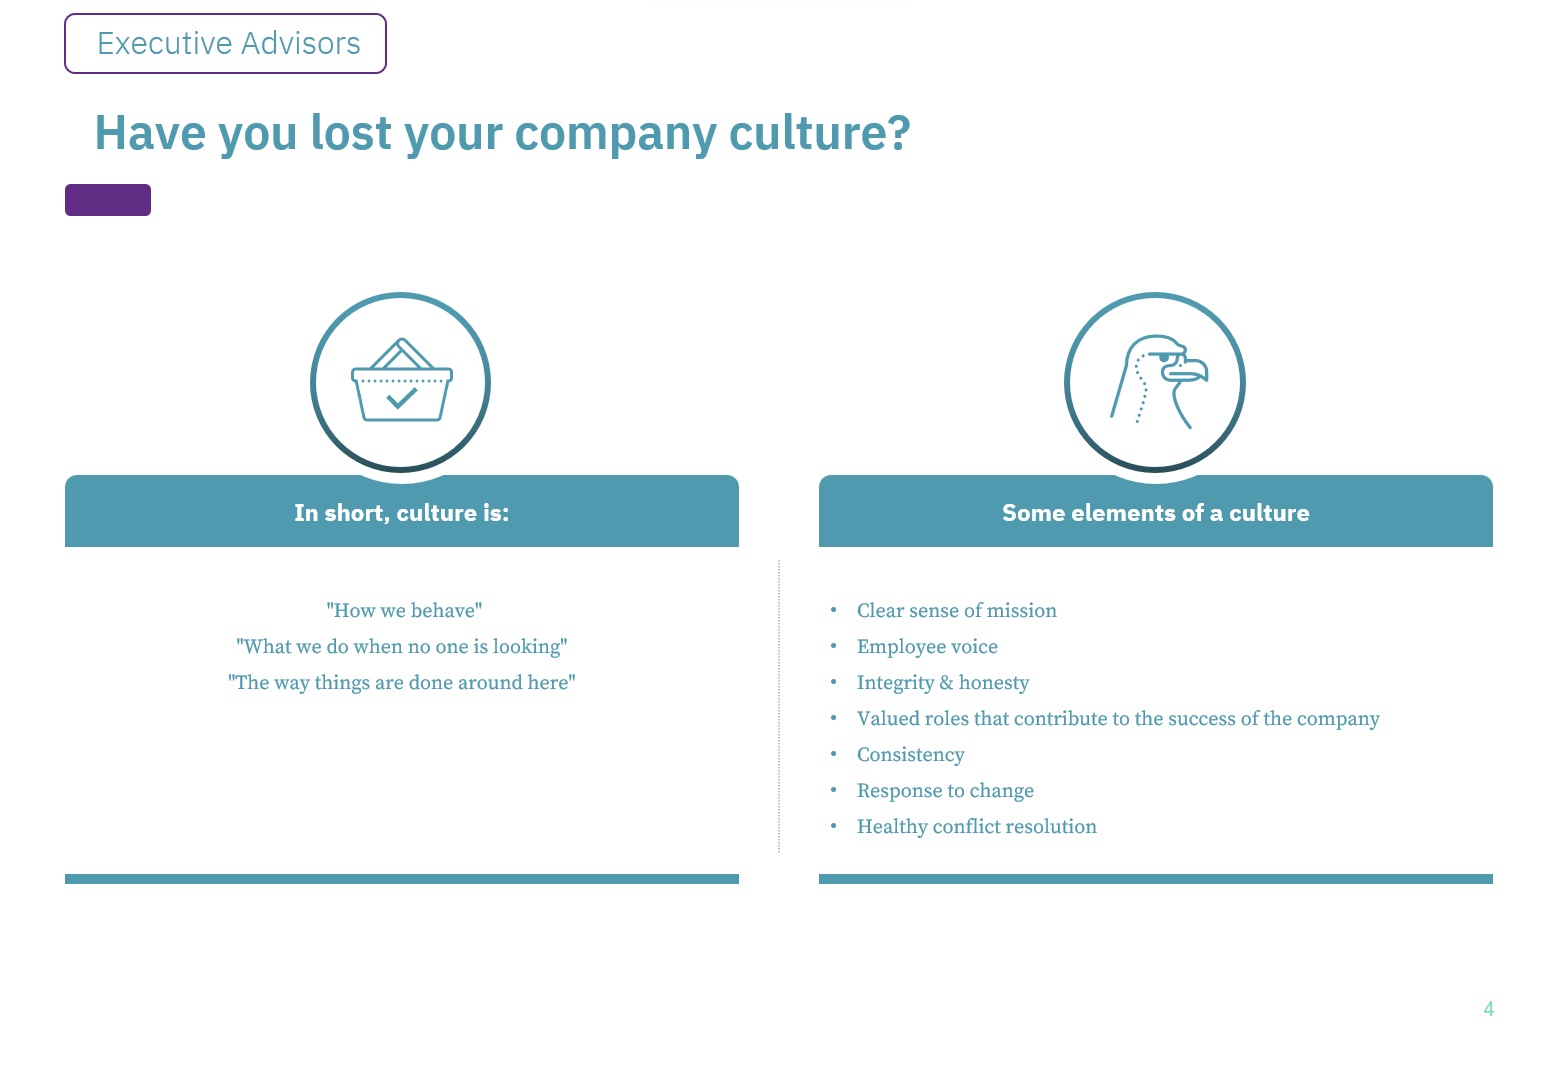 Executive Advisors
Have you lost your company culture?
In short, culture is:
"How we behave"
"What we do when no one is looking"
"The way things are done around here"
Some elements of a culture
• Clear sense of mission
• Employee voice
• Integrity & honesty
• Valued roles that contribute to the success of the company
• Consistency
• Response to change
• Healthy conflict resolution
4